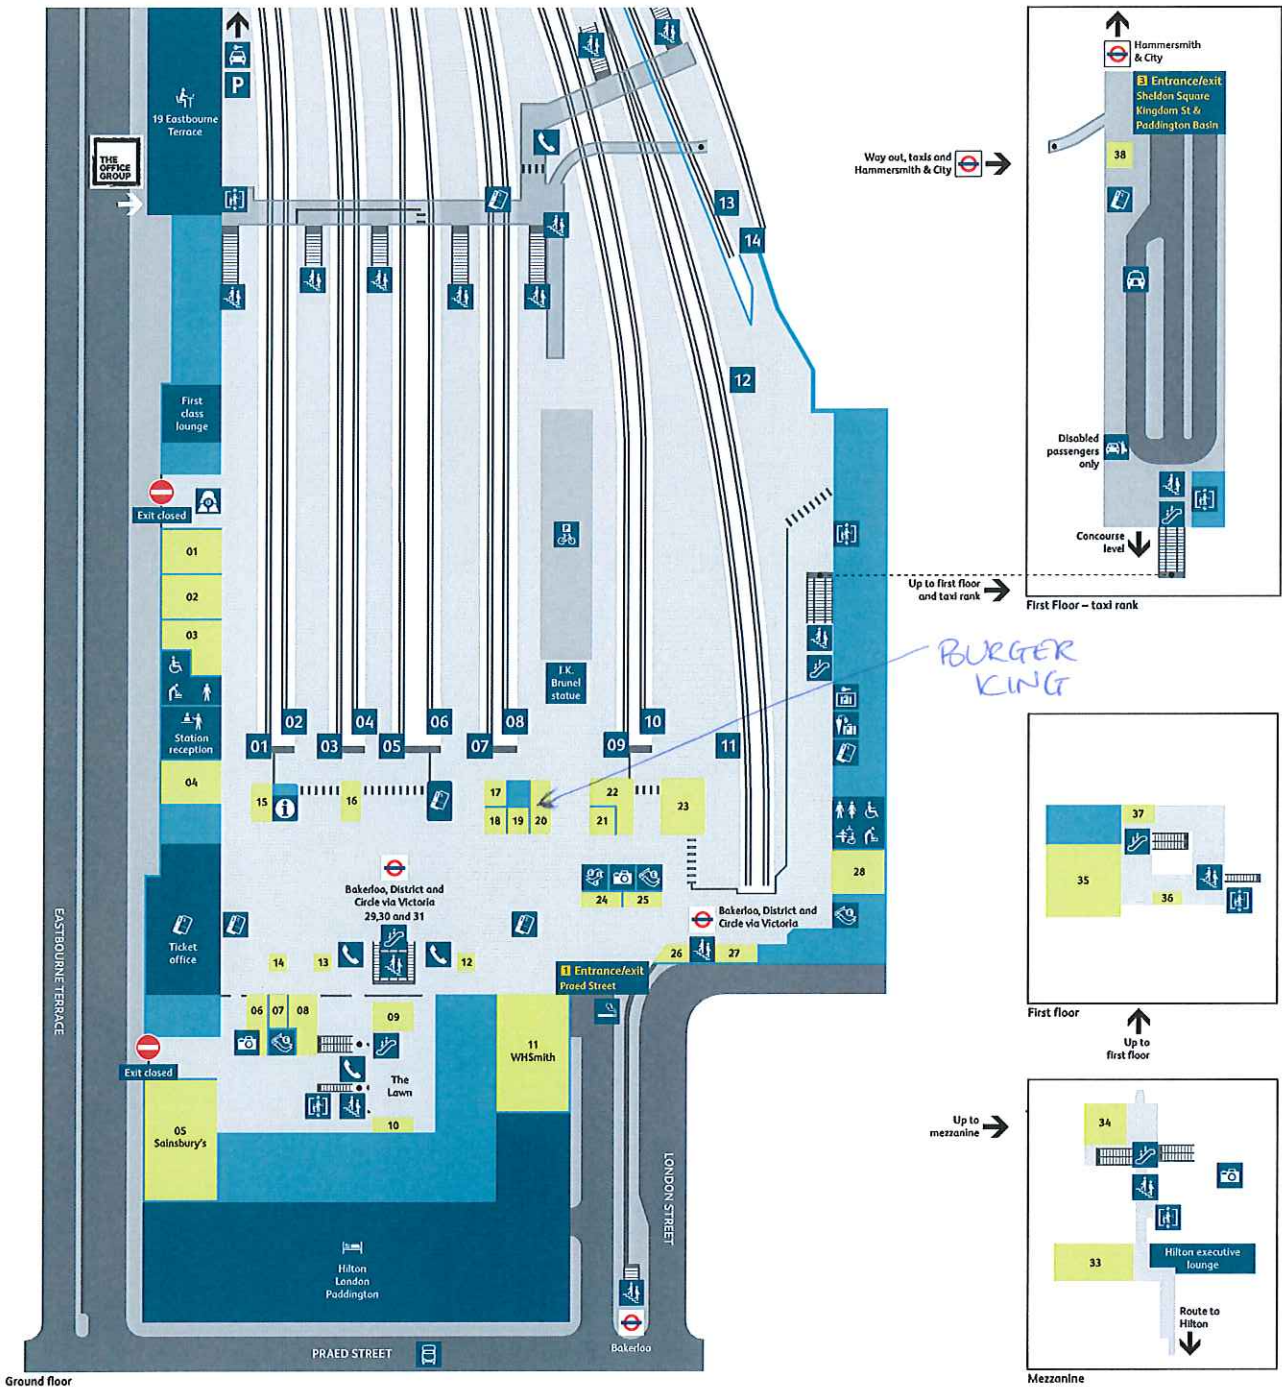 P
19 Eastbourne
Terrace
THE
OFFICE
GROUP
13
14
12
First
class
lounge
Exit closed
01
02
03
Station
reception
04
P
I.K.
Brunel
statue
01
02
03
04
05
06
07
08
09
10
11
15
i
16
17
18
19
20
22
21
23
BURGER
KING
28
24
25
Bakerloo, District and
Circle via Victoria
29,30 and 31
Bakerloo, District and
Circle via Victoria
26
27
Ticket
office
14
13
12
1 Entrance/exit
Praed Street
06
07
08
09
11
WHSmith
Exit closed
The
Lawn
10
05
Sainsbury's
Hilton
London
Paddington
EASTBOURNE TERRACE
LONDON STREET
PRAED STREET
Bakerloo
Ground floor
Way out, taxis and
Hammersmith & City
Hammersmith
& City
3 Entrance/exit
Sheldon Square
Kingdom St &
Paddington Basin
38
Disabled
passengers
only
Concourse
level
Up to first floor
and taxi rank
First Floor – taxi rank
37
35
36
First floor
Up to
first floor
Up to
mezzanine
34
33
Hilton executive
lounge
Route to
Hilton
Mezzanine